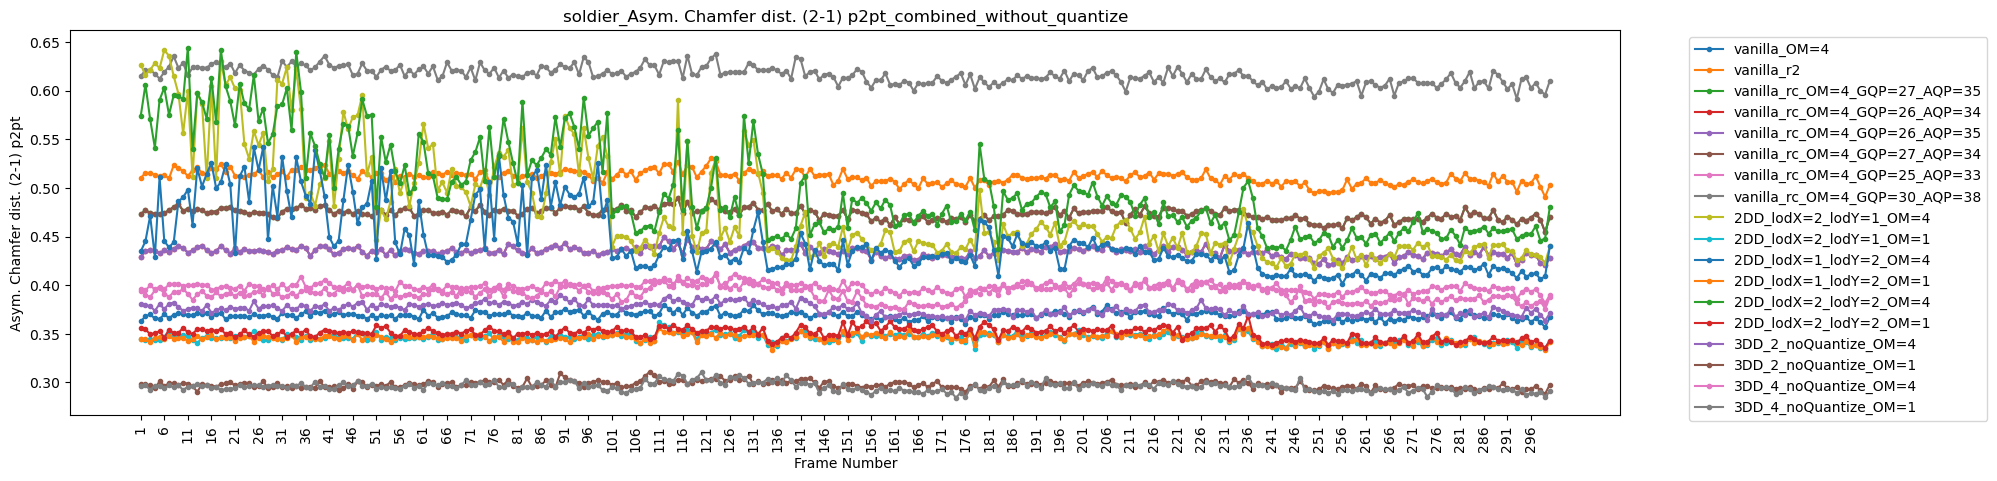 soldier_Asym. Chamfer dist. (2-1) p2pt_combined_without_quantize
Asym. Chamfer dist. (2-1) p2pt
0.65
0.60
0.55
0.50
0.45
0.40
0.35
0.30
1 6 11 16 21 26 31 36 41 46 51 56 61 66 71 76 81 86 91 96 101 106 111 116 121 126 131 136 141 146 151 156 161 166 171 176 181 186 191 196 201 206 211 216 221 226 231 236 241 246 251 256 261 266 271 276 281 286 291 296
Frame Number
vanilla_OM=4
vanilla_r2
vanilla_rc_OM=4_GQP=27_AQP=35
vanilla_rc_OM=4_GQP=26_AQP=34
vanilla_rc_OM=4_GQP=26_AQP=35
vanilla_rc_OM=4_GQP=27_AQP=34
vanilla_rc_OM=4_GQP=25_AQP=33
vanilla_rc_OM=4_GQP=30_AQP=38
2DD_lodX=2_lodY=1_OM=4
2DD_lodX=2_lodY=1_OM=1
2DD_lodX=1_lodY=2_OM=4
2DD_lodX=1_lodY=2_OM=1
2DD_lodX=2_lodY=2_OM=4
2DD_lodX=2_lodY=2_OM=1
3DD_2_noQuantize_OM=4
3DD_2_noQuantize_OM=1
3DD_4_noQuantize_OM=4
3DD_4_noQuantize_OM=1